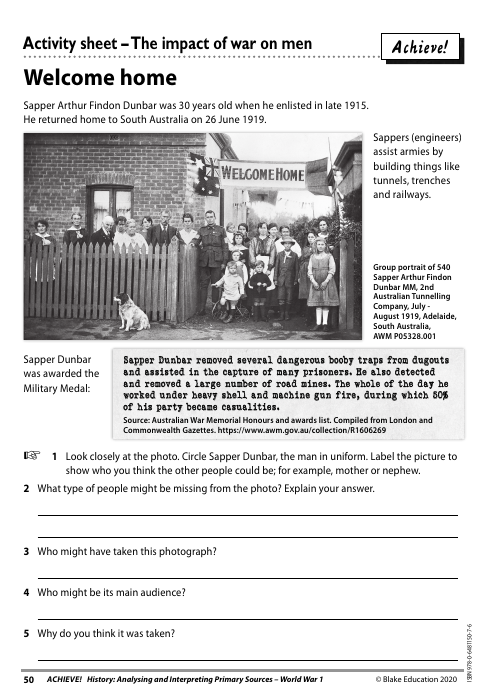 Activity sheet – The impact of war on men
Achieve!
Welcome home
Sapper Arthur Findon Dunbar was 30 years old when he enlisted in late 1915.
He returned home to South Australia on 26 June 1919.
WELCOME HOME
Sappers (engineers)
assist armies by
building things like
tunnels, trenches
and railways.
Group portrait of 540
Sapper Arthur Findon
Dunbar MM, 2nd
Australian Tunnelling
Company, July -
August 1919, Adelaide,
South Australia,
AWM P05328.001
Sapper Dunbar
was awarded the
Military Medal:
Sapper Dunbar removed several dangerous booby traps from dugouts
and assisted in the capture of many prisoners. He also detected
and removed a large number of road mines. The whole of the day he
worked under heavy shell and machine gun fire, during which 50%
of his party became casualties.
Source: Australian War Memorial Honours and awards list. Compiled from London and
Commonwealth Gazettes. https://www.awm.gov.au/collection/R1606269
1 Look closely at the photo. Circle Sapper Dunbar, the man in uniform. Label the picture to
show who you think the other people could be; for example, mother or nephew.
2 What type of people might be missing from the photo? Explain your answer.
3 Who might have taken this photograph?
4 Who might be its main audience?
5 Why do you think it was taken?
50 ACHIEVE! History: Analysing and Interpreting Primary Sources – World War 1
© Blake Education 2020
ISBN 978-0-6481150-7-6